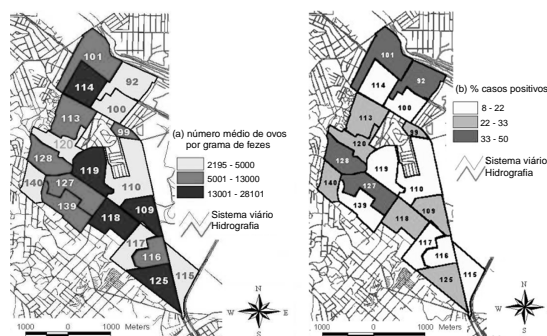 101
92
114
100
113
99
120
128
119
140
127
110
139
109
118
117
116
115
125
(a) número médio de ovos
por grama de fezes
2195 - 5000
5001 - 13000
13001 - 28101
Sistema viário
Hidrografia
N
W E
S
1000 0 1000 Meters
101
92
114
100
113
99
120
128
119
127
140
110
139
109
118
117
116
115
125
(b) % casos positivos
8 - 22
22 - 33
33 - 50
Sistema viário
Hidrografia
N
W E
S
1000 0 1000 Meters